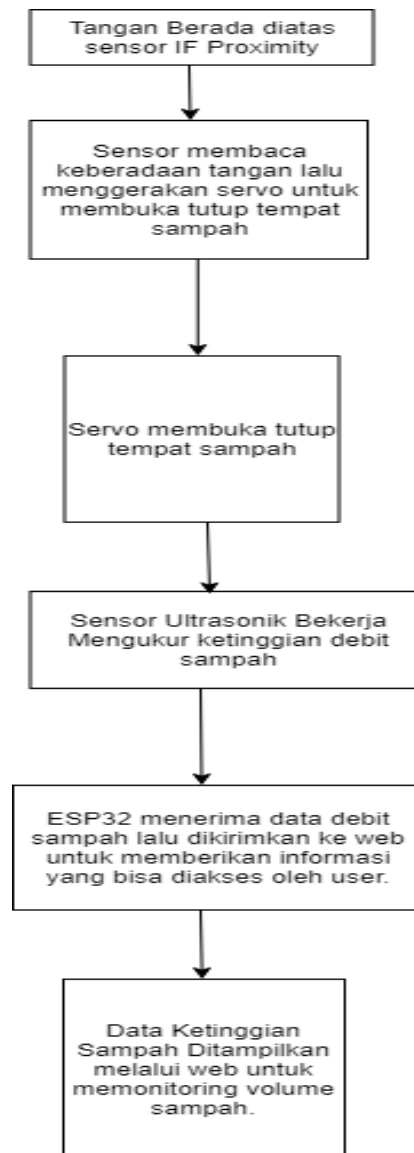 Tangan Berada diatas
sensor IF Proximity
Sensor membaca
keberadaan tangan lalu
menggerakan servo untuk
membuka tutup tempat
sampah
Servo membuka tutup
tempat sampah
Sensor Ultrasonik Bekerja
Mengukur ketinggian debit
sampah
ESP32 menerima data debit
sampah lalu dikirimkan ke web
untuk memberikan informasi
yang bisa diakses oleh user.
Data Ketinggian
Sampah Ditampilkan
melalui web untuk
memonitoring volume
sampah.